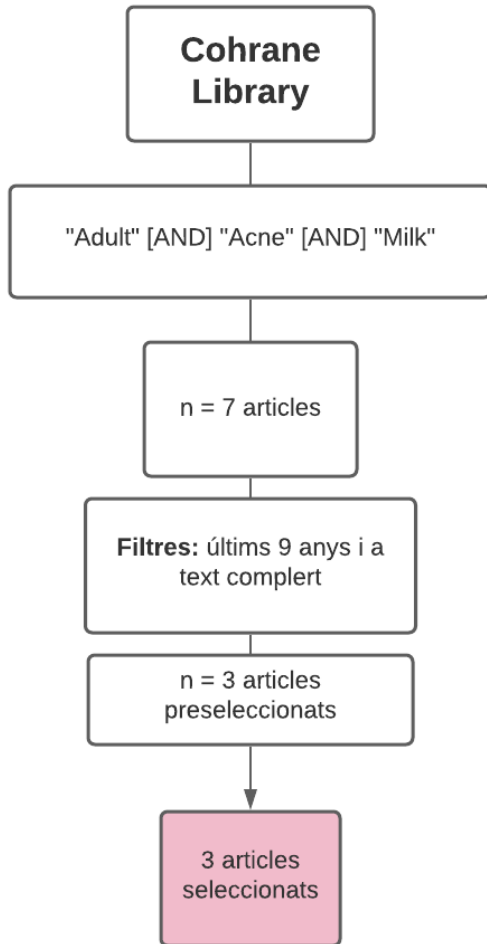 Cohrane
Library
"Adult" [AND] "Acne" [AND] "Milk"
n = 7 articles
Filtres: últims 9 anys i a
text complert
n = 3 articles
preseleccionats
3 articles
seleccionats